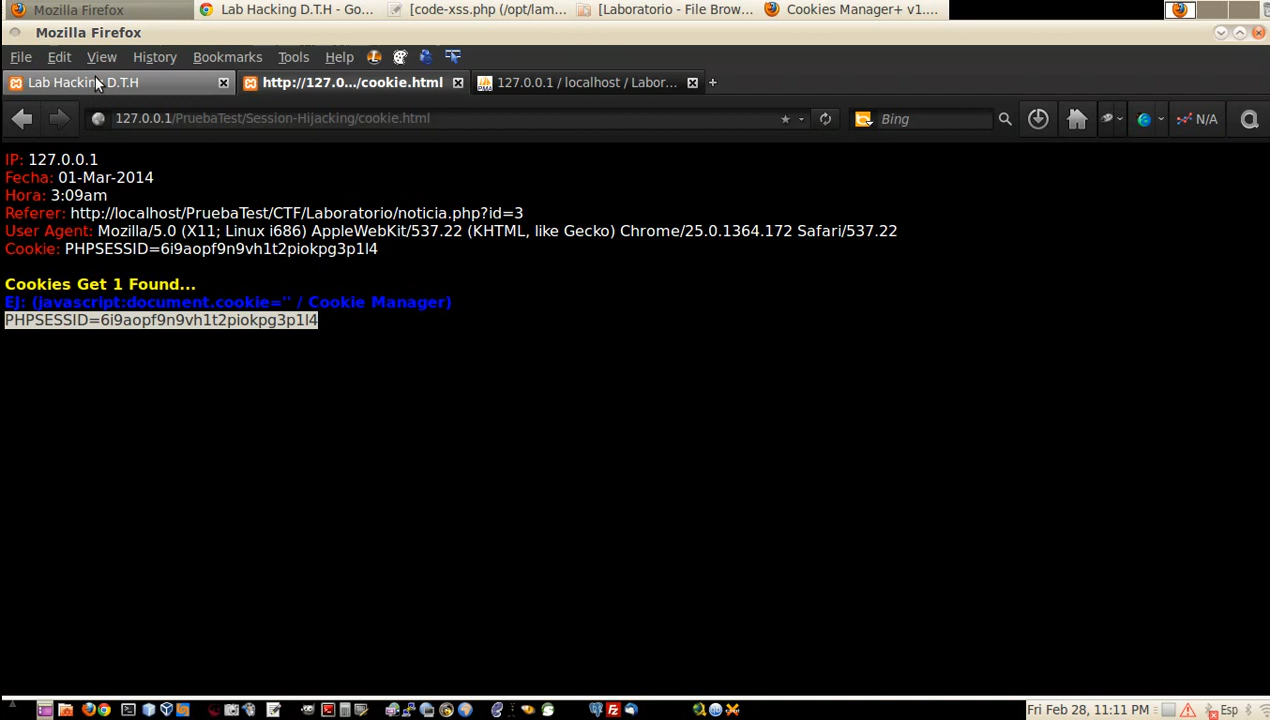 Mozilla Firefox
Lab Hacking D.T.H - Go...
[code-xss.php (/opt/lam...
[Laboratorio - File Brow...
Cookies Manager+ v1....
Mozilla Firefox
File Edit View History Bookmarks Tools Help
Lab Hacking D.T.H
http://127.0.../cookie.html
127.0.0.1 / localhost / Labor...
127.0.0.1/PruebaTest/Session-Hijacking/cookie.html
Bing
N/A
IP: 127.0.0.1
Fecha: 01-Mar-2014
Hora: 3:09am
Referer: http://localhost/PruebaTest/CTF/Laboratorio/noticia.php?id=3
User Agent: Mozilla/5.0 (X11; Linux i686) AppleWebKit/537.22 (KHTML, like Gecko) Chrome/25.0.1364.172 Safari/537.22
Cookie: PHPSESSID=6i9aopf9n9vh1t2piokpg3p1l4
Cookies Get 1 Found...
EJ: (javascript:document.cookie='' / Cookie Manager)
PHPSESSID=6i9aopf9n9vh1t2piokpg3p1l4
Fri Feb 28, 11:11 PM
Esp